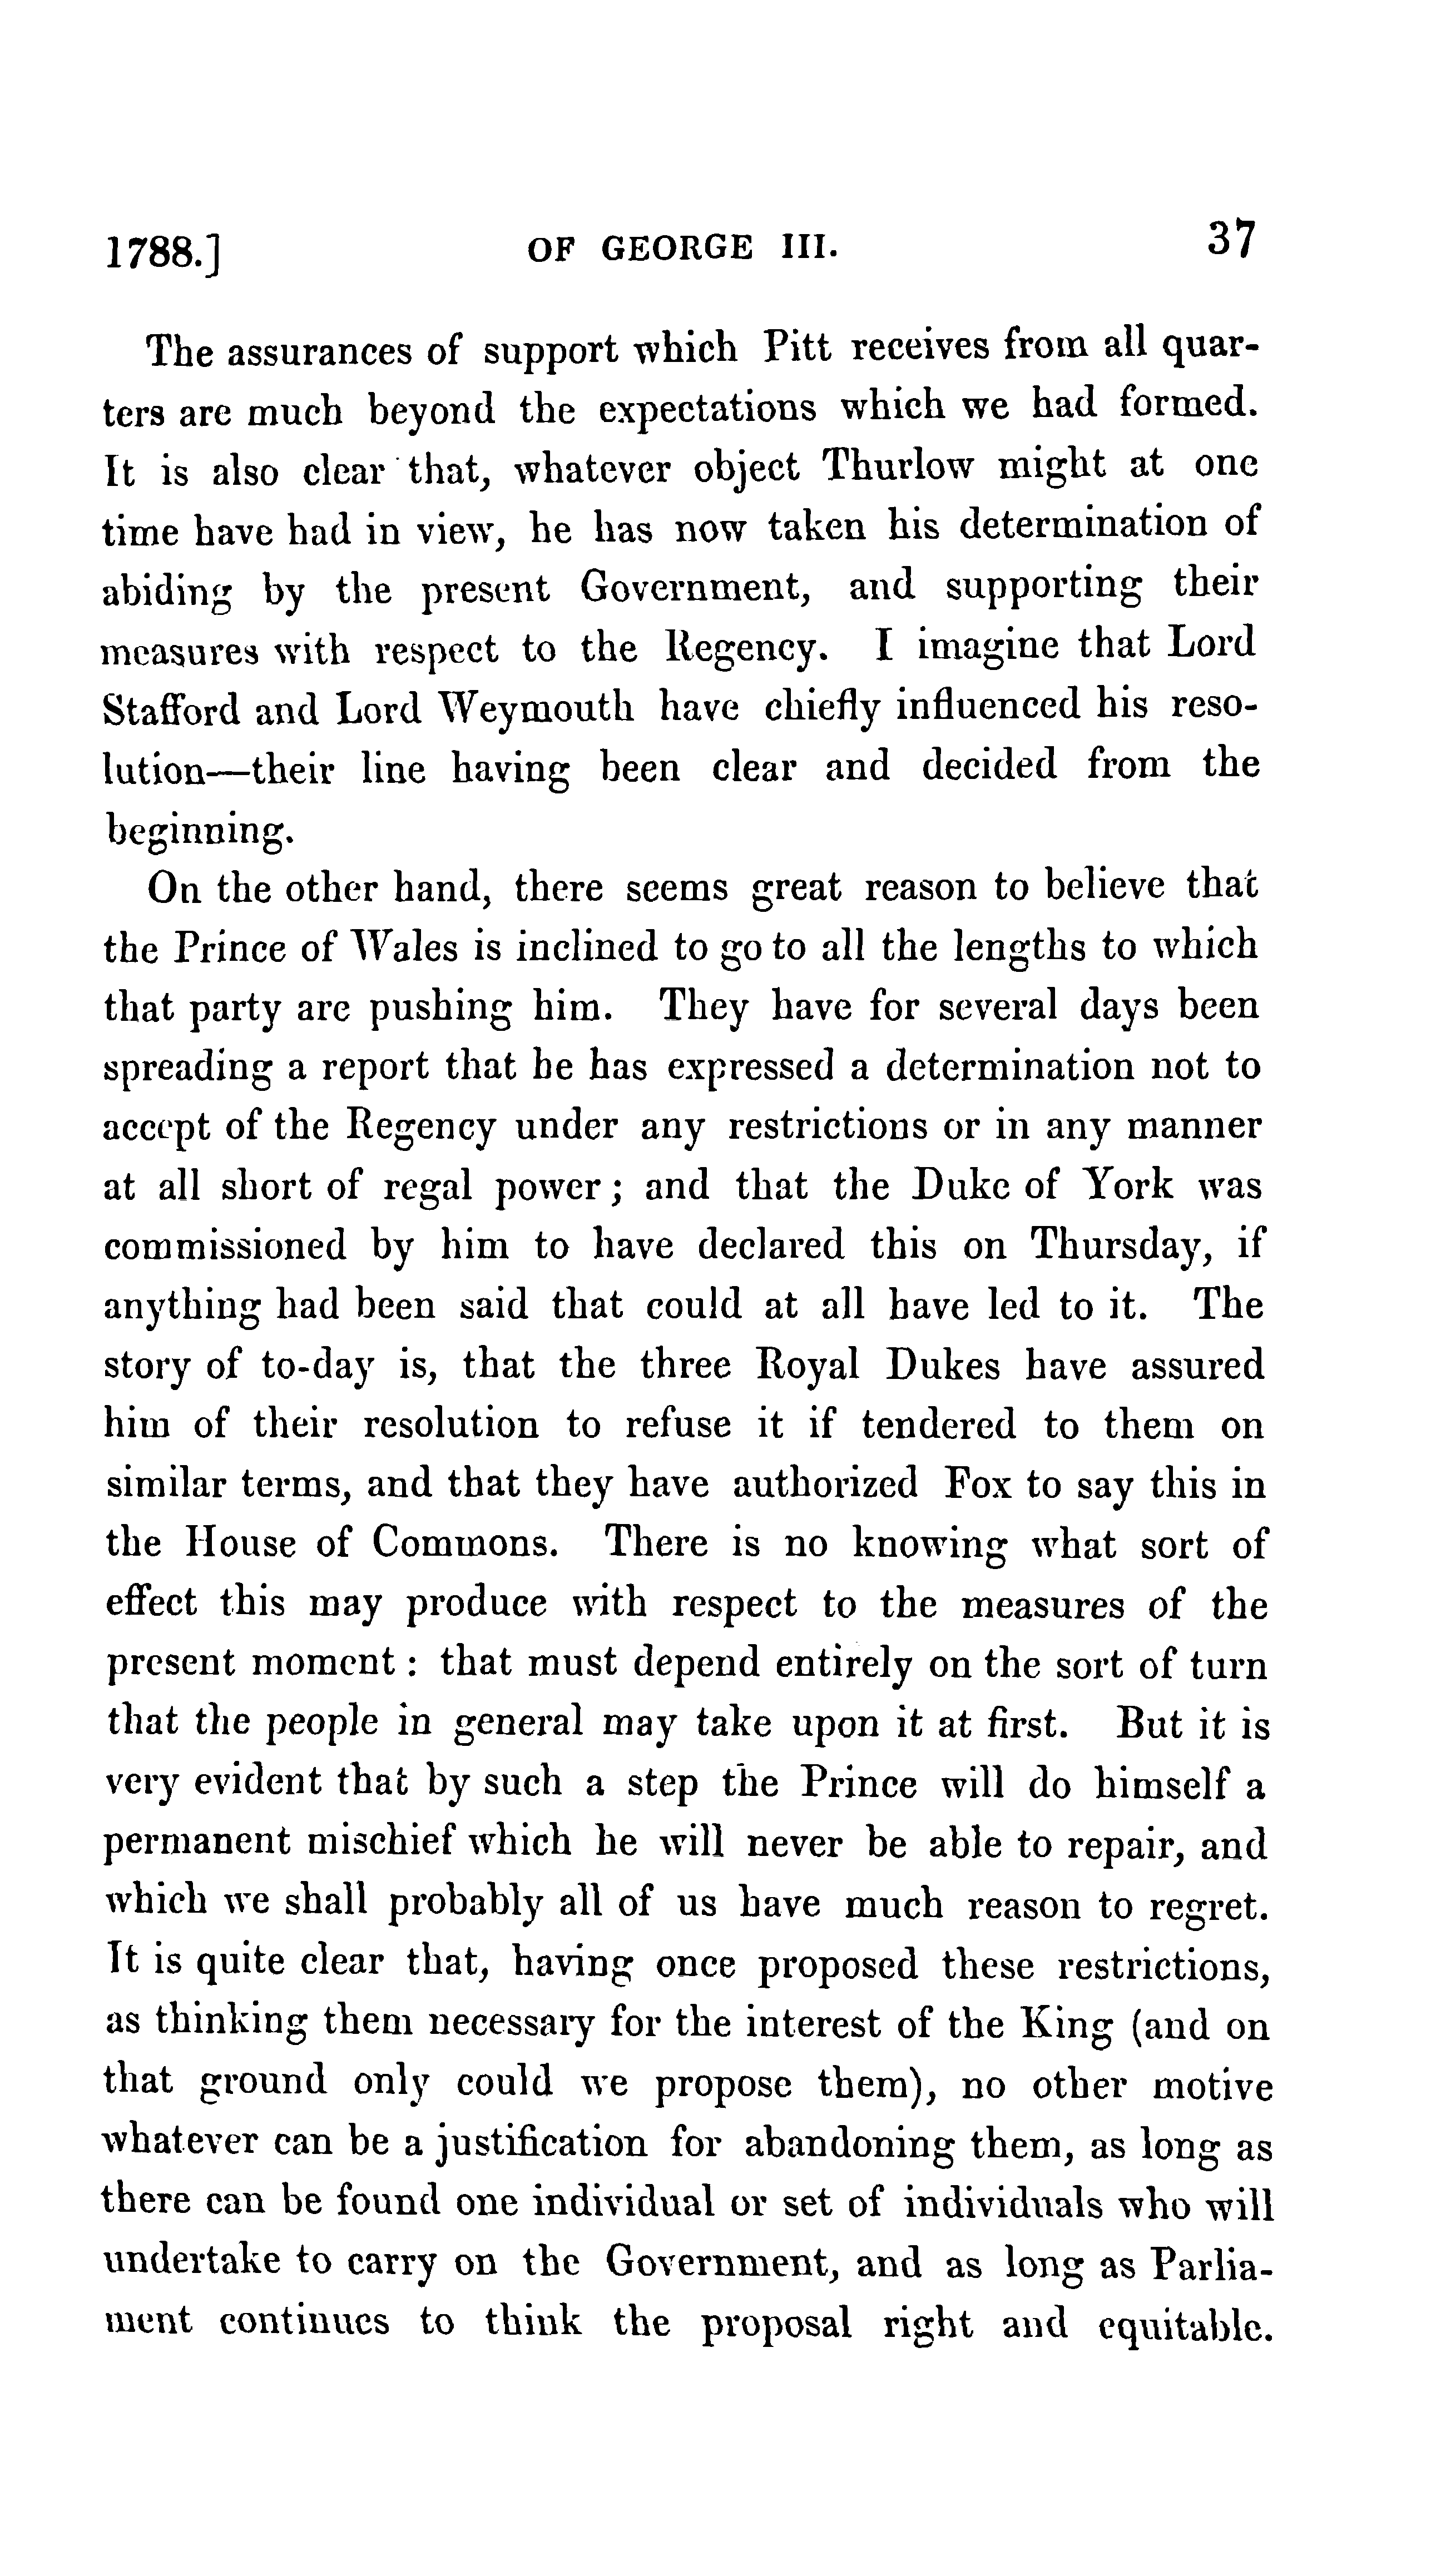 1788.] OF GEORGE III. 37
The assurances of support which Pitt receives from all quar-
ters are much beyond the expectations which we had formed.
It is also clear that, whatever object Thurlow might at one
time have had in view, he has now taken his determination of
abiding by the present Government, and supporting their
measures with respect to the Regency. I imagine that Lord
Stafford and Lord Weymouth have chiefly influenced his reso-
lution—their line having been clear and decided from the
beginning.
On the other hand, there seems great reason to believe that
the Prince of Wales is inclined to go to all the lengths to which
that party are pushing him. They have for several days been
spreading a report that he has expressed a determination not to
accept of the Regency under any restrictions or in any manner
at all short of regal power; and that the Duke of York was
commissioned by him to have declared this on Thursday, if
anything had been said that could at all have led to it. The
story of to-day is, that the three Royal Dukes have assured
him of their resolution to refuse it if tendered to them on
similar terms, and that they have authorized Fox to say this in
the House of Commons. There is no knowing what sort of
effect this may produce with respect to the measures of the
present moment: that must depend entirely on the sort of turn
that the people in general may take upon it at first. But it is
very evident that by such a step the Prince will do himself a
permanent mischief which he will never be able to repair, and
which we shall probably all of us have much reason to regret.
It is quite clear that, having once proposed these restrictions,
as thinking them necessary for the interest of the King (and on
that ground only could we propose them), no other motive
whatever can be a justification for abandoning them, as long as
there can be found one individual or set of individuals who will
undertake to carry on the Government, and as long as Parlia-
ment continues to think the proposal right and equitable.